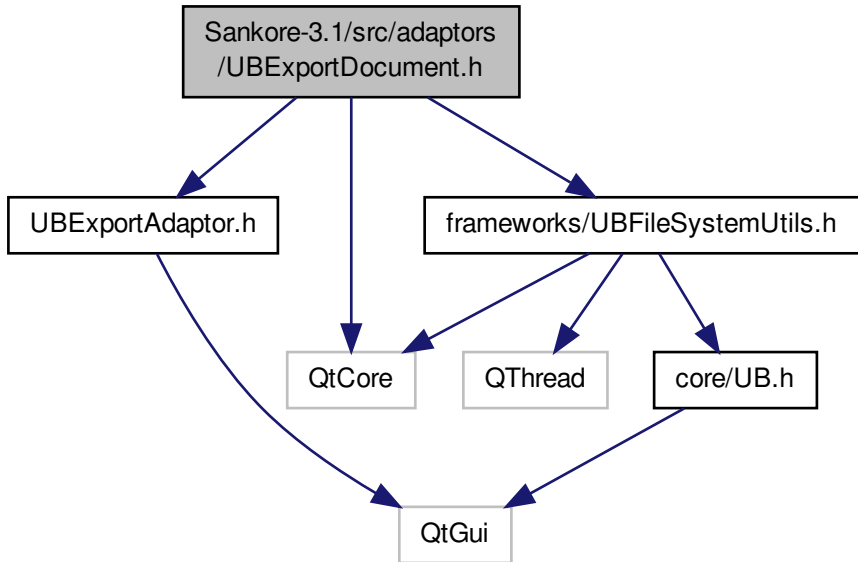 Sankore-3.1/src/adaptors
/UBExportDocument.h
UBExportAdaptor.h
frameworks/UBFileSystemUtils.h
QtCore
QThread
core/UB.h
QtGui